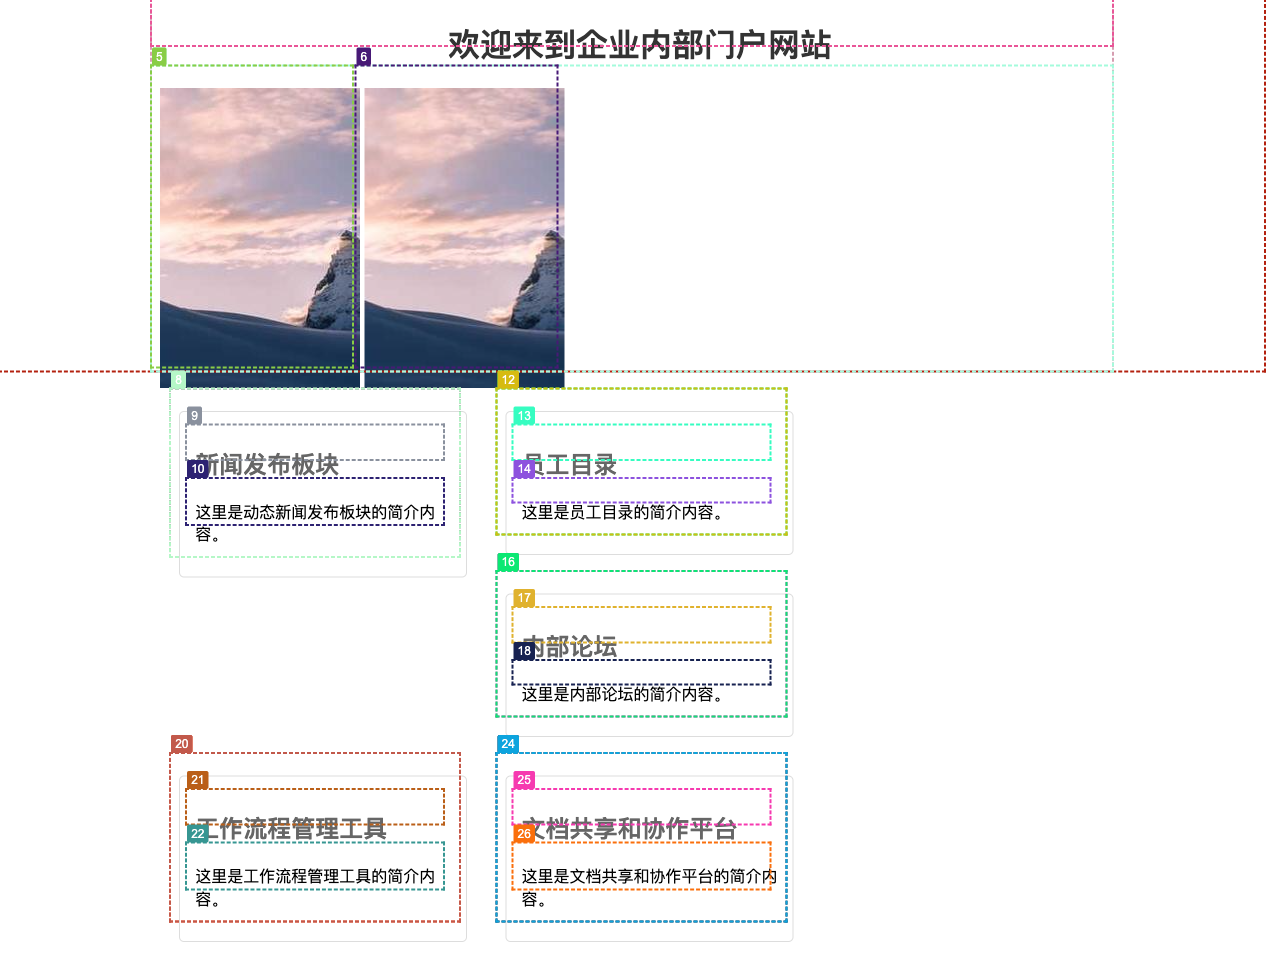 欢迎来到企业内部门户网站
5
6
8
12
9
13
新闻发布板块
员工目录
10
14
这里是动态新闻发布板块的简介内
容。
这里是员工目录的简介内容。
16
17
内部论坛
18
这里是内部论坛的简介内容。
20
24
21
25
工作流程管理工具
文档共享和协作平台
22
26
这里是工作流程管理工具的简介内
容。
这里是文档共享和协作平台的简介内
容。